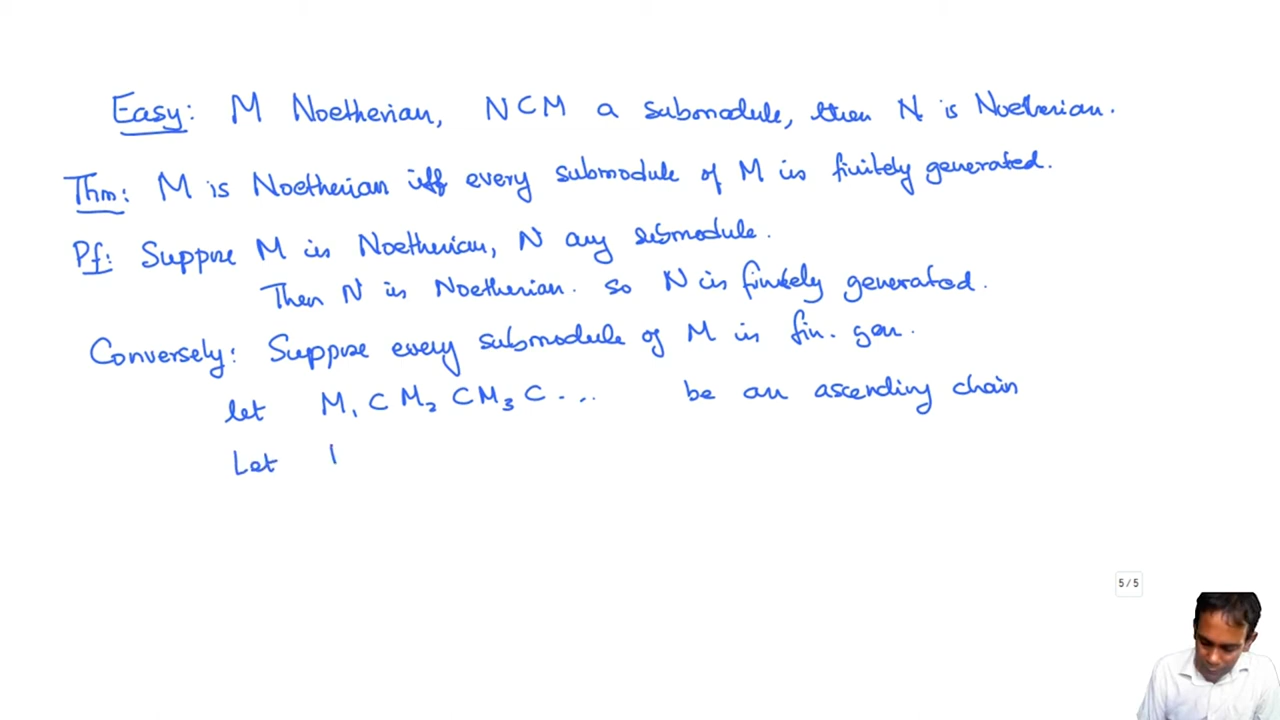 Easy: M Noetherian, N ⊂ M a submodule, then N is Noetherian.
Thm: M is Noetherian iff every submodule of M is finitely generated.
Pf: Suppose M is Noetherian, N any submodule.
Then N is Noetherian. so N is finitely generated.
Conversely: Suppose every submodule of M is fin. gen.
let M₁ ⊂ M₂ ⊂ M₃ ⊂ ... be an ascending chain
Let
5 / 5